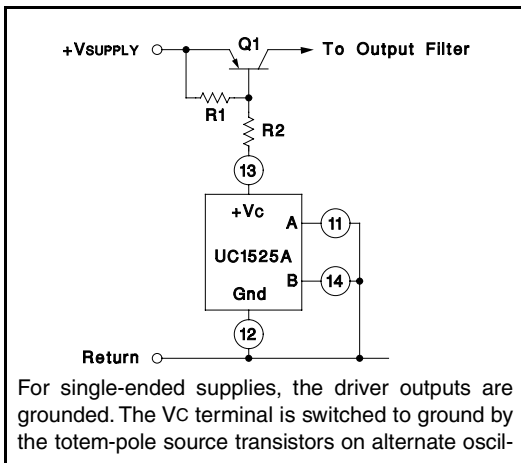 +VSUPPLY
Q1
To Output Filter
R1
R2
13
+VC
A
11
UC1525A
B
14
Gnd
12
Return
For single-ended supplies, the driver outputs are
grounded. The VC terminal is switched to ground by
the totem-pole source transistors on alternate oscil-